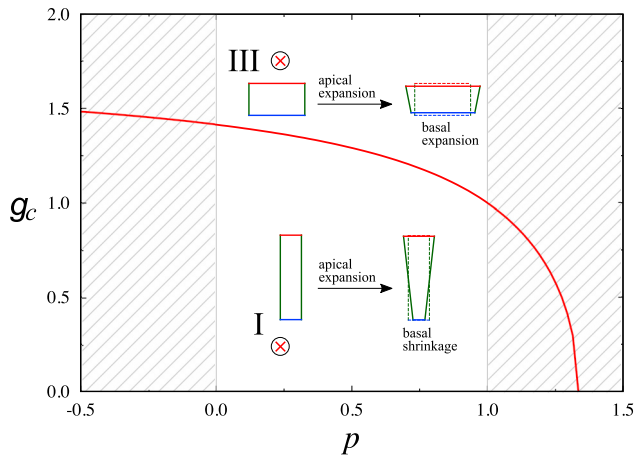 2.0
III
apical
expansion
basal
expansion
1.5
g_c
1.0
apical
expansion
0.5
I
basal
shrinkage
0.0
-0.5
0.0
0.5
1.0
1.5
p